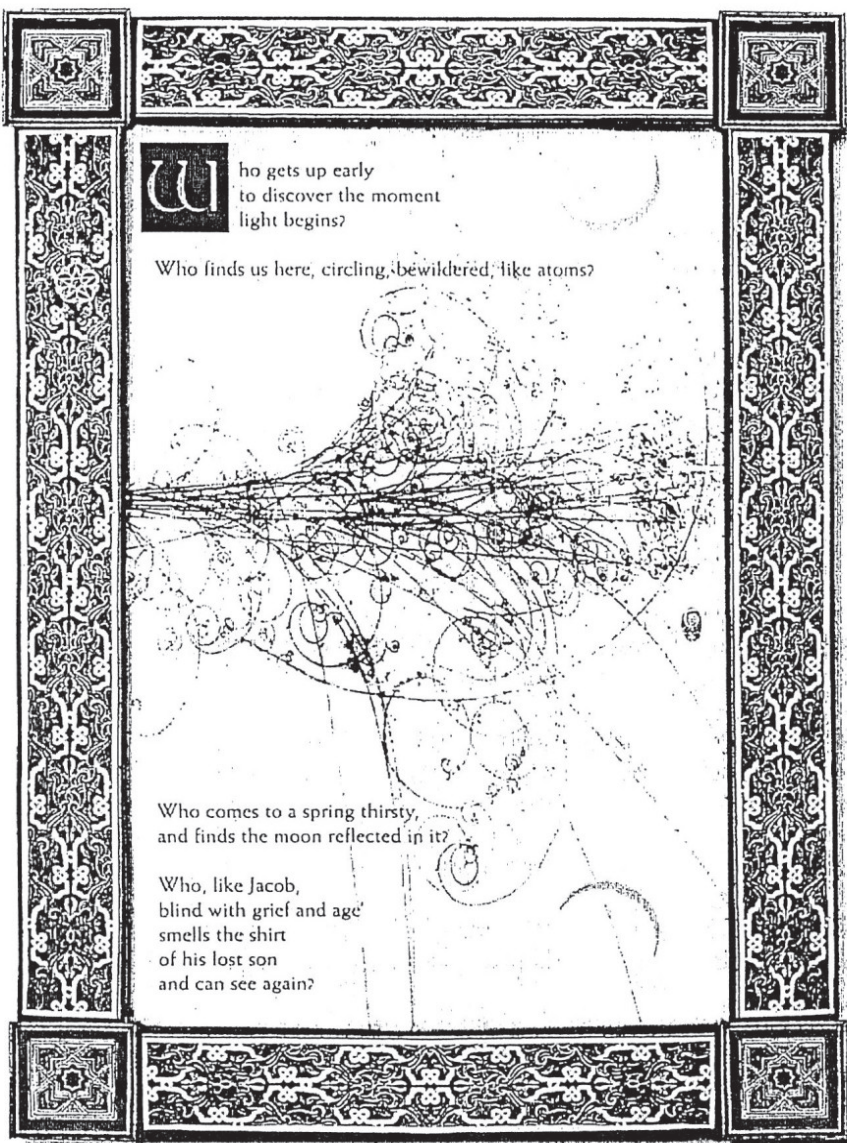 Who gets up early
to discover the moment
light begins?
Who finds us here, circling, bewildered, like atoms?
Who comes to a spring thirsty,
and finds the moon reflected in it?
Who, like Jacob,
blind with grief and age
smells the shirt
of his lost son
and can see again?